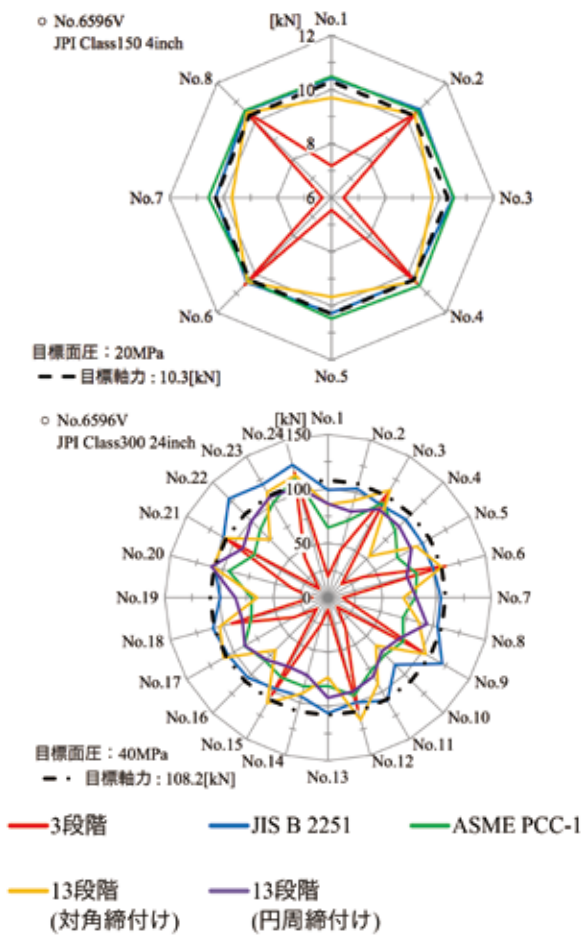 ○ No.6596V
JPI Class150 4inch
[kN]
No.1
12
10
8
6
No.2
No.3
No.4
No.5
No.6
No.7
No.8
目標面圧：20MPa
目標軸力 : 10.3[kN]
○ No.6596V
JPI Class300 24inch
[kN]
No.1
150
100
50
0
No.2
No.3
No.4
No.5
No.6
No.7
No.8
No.9
No.10
No.11
No.12
No.13
No.14
No.15
No.16
No.17
No.18
No.19
No.20
No.21
No.22
No.23
No.24
目標面圧：40MPa
目標軸力 : 108.2[kN]
3段階
JIS B 2251
ASME PCC-1
13段階
(対角締付け)
13段階
(円周締付け)